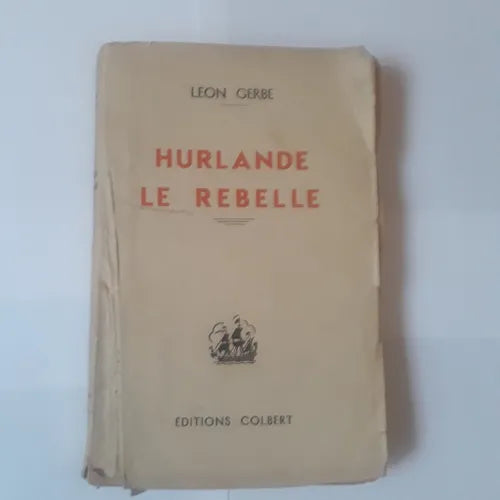 LEON GERBE
HURLANDE
LE REBELLE
EDITIONS COLBERT